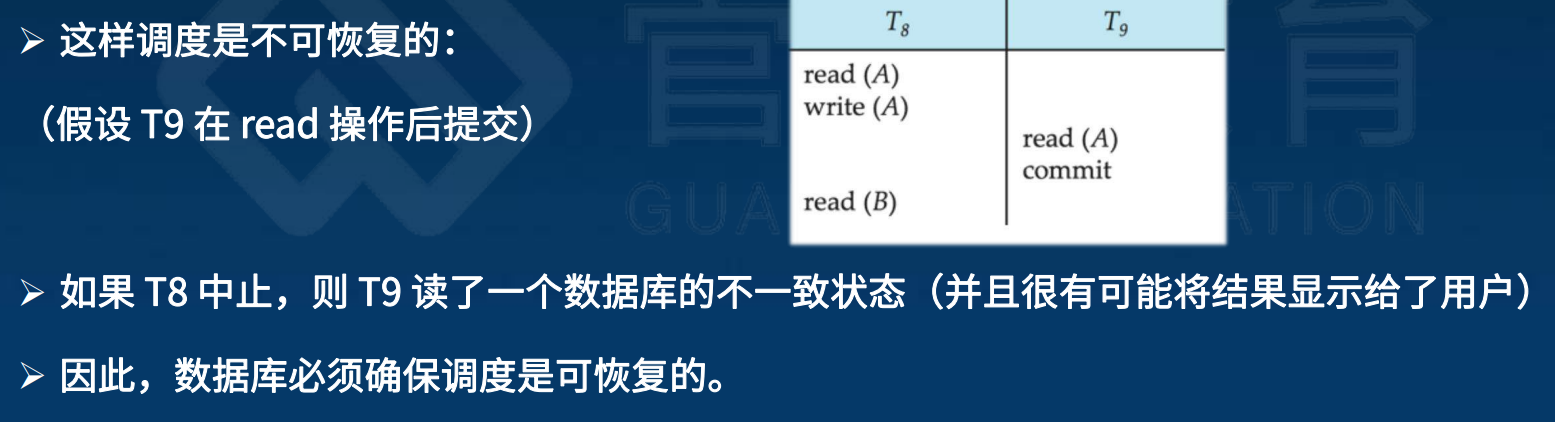 ➢ 这样调度是不可恢复的：
（假设 T9 在 read 操作后提交）
T8 T9
read (A)
write (A)
read (A)
commit
read (B)
➢ 如果 T8 中止，则 T9 读了一个数据库的不一致状态（并且很有可能将结果显示给了用户）
➢ 因此，数据库必须确保调度是可恢复的。